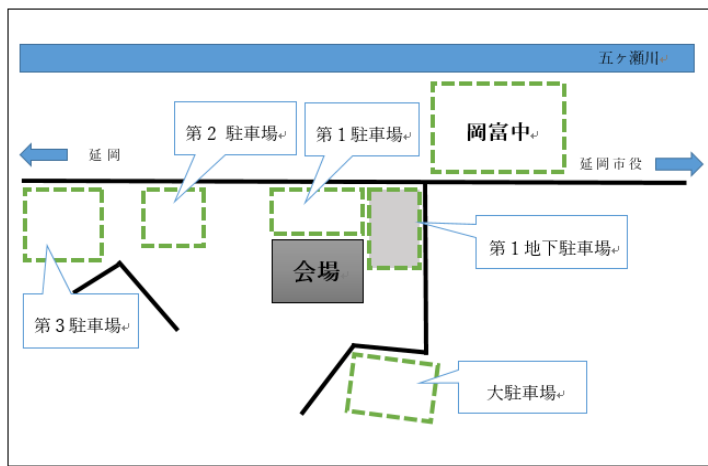 五ヶ瀬川
第２ 駐車場
第１駐車場
岡富中
延岡
延岡市役
第１地下駐車場
会場
第３駐車場
大駐車場